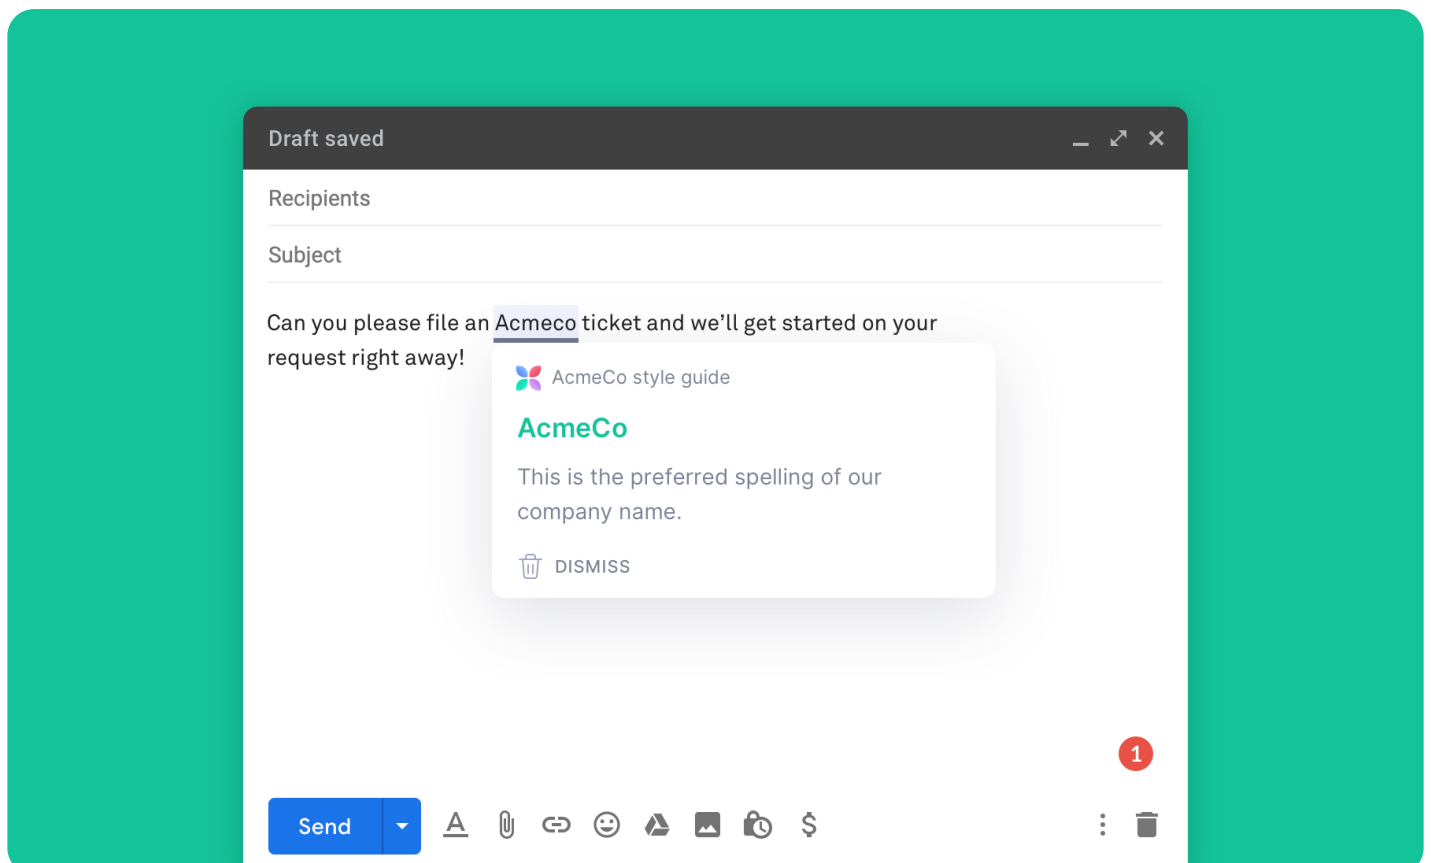 Draft saved
Recipients
Subject
Can you please file an Acmeco ticket and we’ll get started on your
request right away!
AcmeCo style guide
AcmeCo
This is the preferred spelling of our
company name.
DISMISS
1
Send